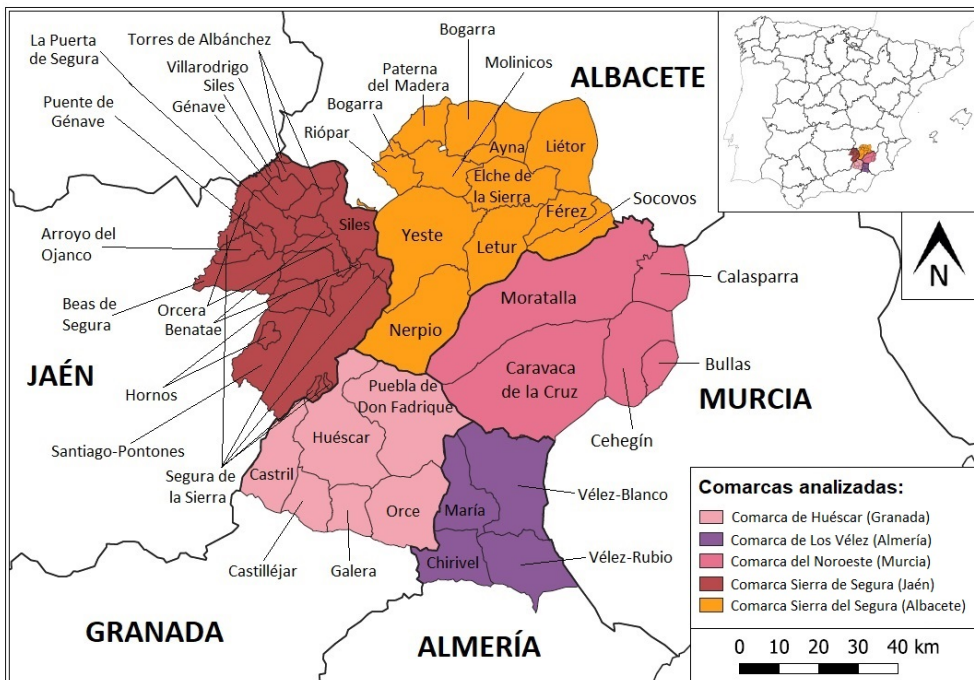 La Puerta
de Segura
Torres de Albánchez
Villarodrigo
Siles
Génave
Puente de
Génave
Bogarra
Molinicos
Paterna
del Madera
Bogarra
Riópar
ALBACETE
Ayna
Liétor
Elche de
la Sierra
Férez
Socovos
Yeste
Letur
Nerpio
Siles
Arroyo del
Ojanco
Beas de
Segura
Orcera
Benatae
JAÉN
Hornos
Santiago-Pontones
Segura de
la Sierra
Moratalla
Calasparra
Caravaca
de la Cruz
Bullas
MURCIA
Cehegín
Puebla de
Don Fadrique
Huéscar
Castril
Orce
Castilléjar
Galera
María
Vélez-Blanco
Chirivel
Vélez-Rubio
GRANADA
ALMERÍA
N
Comarcas analizadas:
Comarca de Huéscar (Granada)
Comarca de Los Vélez (Almería)
Comarca del Noroeste (Murcia)
Comarca Sierra de Segura (Jaén)
Comarca Sierra del Segura (Albacete)
0 10 20 30 40 km